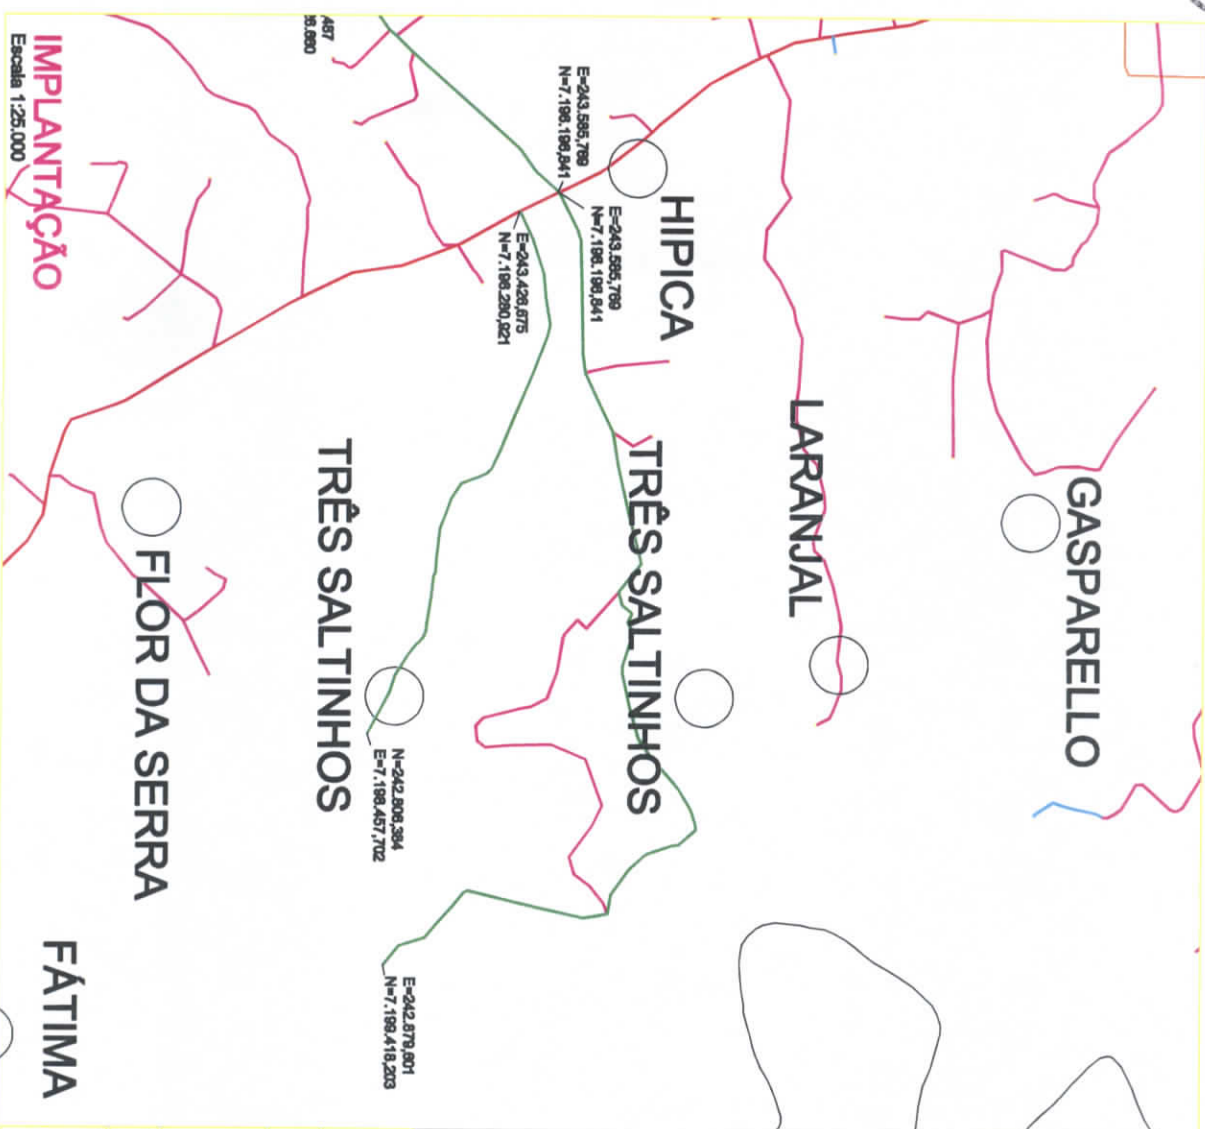 GASPARELLO
LARANJAL
HIPICA
TRÊS SALTINHOS
E=243.585,769
N=7.198.196,841
E=243.585,769
N=7.198.196,841
E=243.426,675
N=7.198.280,921
E=242.879,601
N=7.199.418,203
N=242.806,384
E=7.198.457,702
TRÊS SALTINHOS
FLOR DA SERRA
FÁTIMA
IMPLANTAÇÃO
Escala 1:25.000